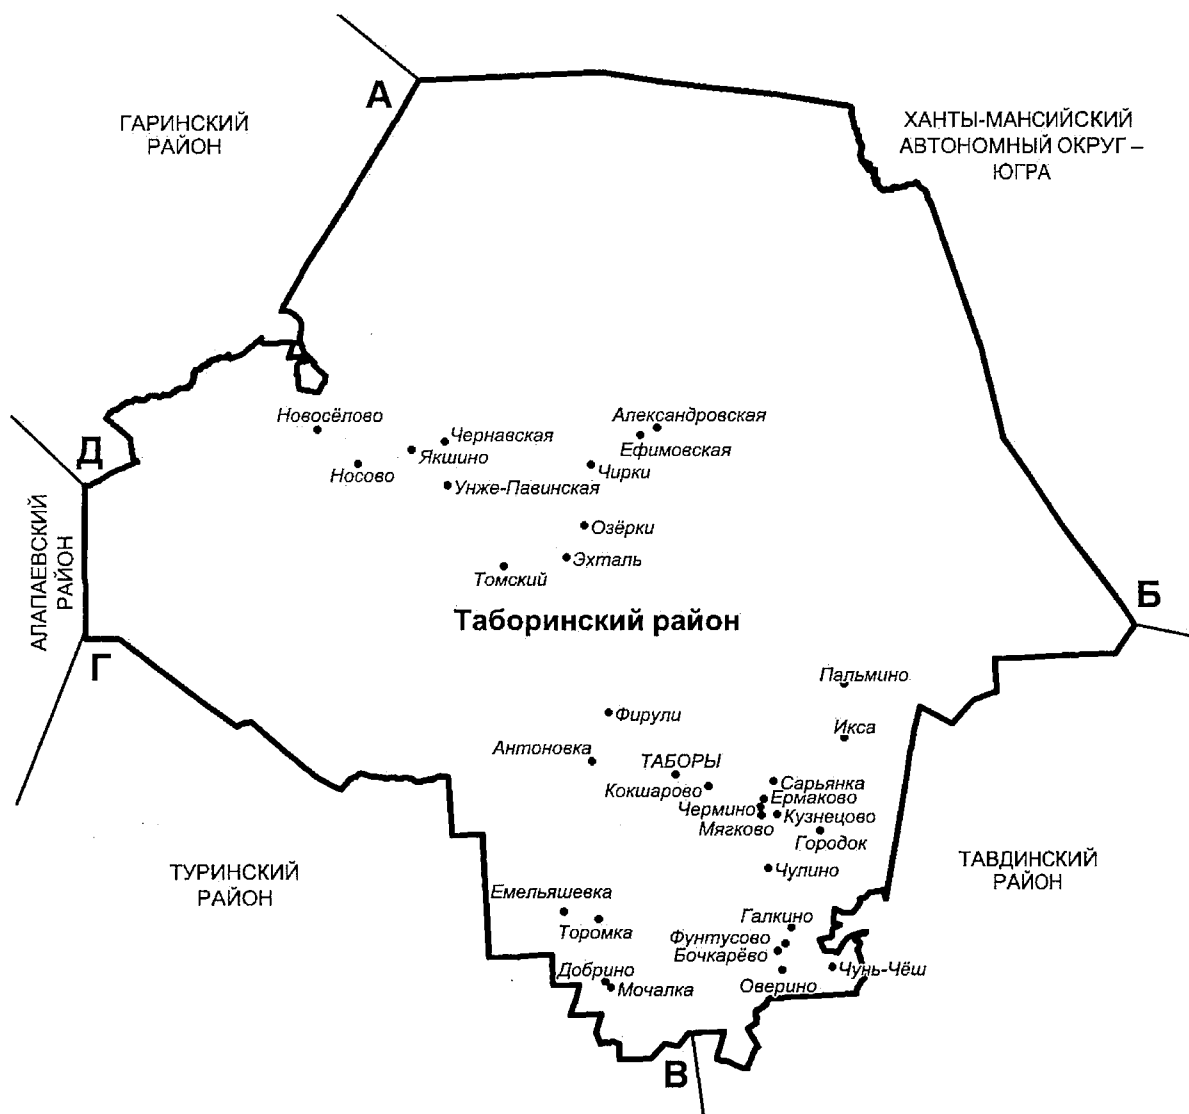 А
ГАРИНСКИЙ
РАЙОН
ХАНТЫ-МАНСИЙСКИЙ
АВТОНОМНЫЙ ОКРУГ –
ЮГРА
Новосёлово
Александровская
Чернавская
Ефимовская
Д
Якшино
Носово
Чирки
Унже-Павинская
Озёрки
Эхталь
Томский
АЛАПАЕВСКИЙ
РАЙОН
Б
Таборинский район
Г
Пальмино
Фирули
Икса
Антоновка
ТАБОРЫ
Кокшарово
Сарьянка
Ермаково
Чермино
Кузнецово
Мягково
Городок
ТУРИНСКИЙ
РАЙОН
ТАВДИНСКИЙ
РАЙОН
Чулино
Емельяшевка
Торомка
Галкино
Фунтусово
Бочкарёво
Добрино
Мочалка
Оверино
Чунь-Чёш
В